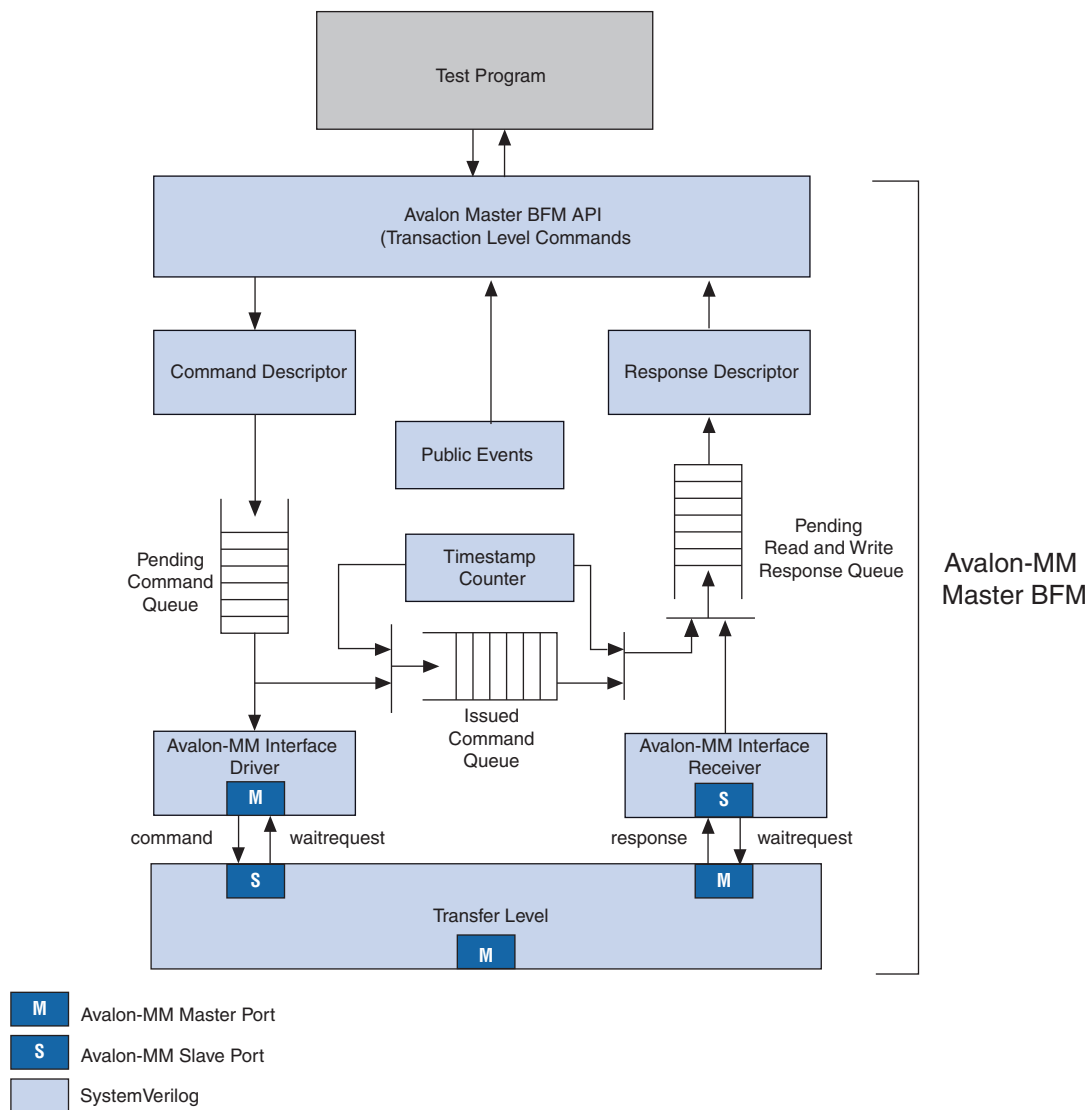 Test Program
Avalon Master BFM API
(Transaction Level Commands
Command Descriptor
Response Descriptor
Public Events
Pending
Command
Queue
Timestamp
Counter
Pending
Read and Write
Response Queue
Avalon-MM
Master BFM
Issued
Command
Queue
Avalon-MM Interface
Driver
M
Avalon-MM Interface
Receiver
S
command
waitrequest
response
waitrequest
S
M
Transfer Level
M
M
Avalon-MM Master Port
S
Avalon-MM Slave Port
SystemVerilog